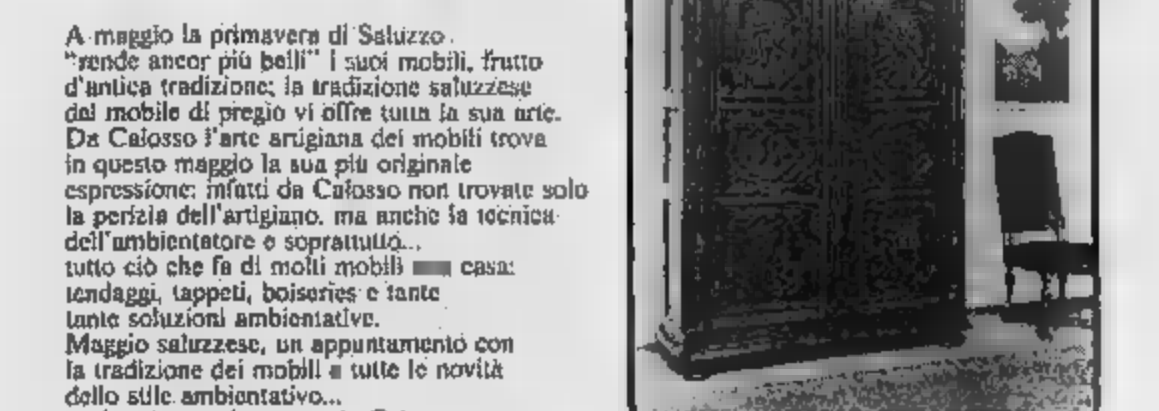 A maggio la primavera di Saluzzo
"rende ancor più belli" i suoi mobili, frutto
d'antica tradizione; la tradizione saluzzese
del mobile di pregio vi offre tutta la sua arte.
Da Calosso l'arte artigiana dei mobili trova
in questo maggio la sua più originale
espressione: infatti da Calosso non trovate solo
la perizia dell'artigiano, ma anche la tecnica
dell'ambientatore e soprattutto...
tutto ciò che fa di molti mobili casa:
tendaggi, tappeti, boiseries e tante
tante soluzioni ambientative.
Maggio saluzzese, un appuntamento con
la tradizione dei mobili e tutte le novità
dello stile ambientativo...